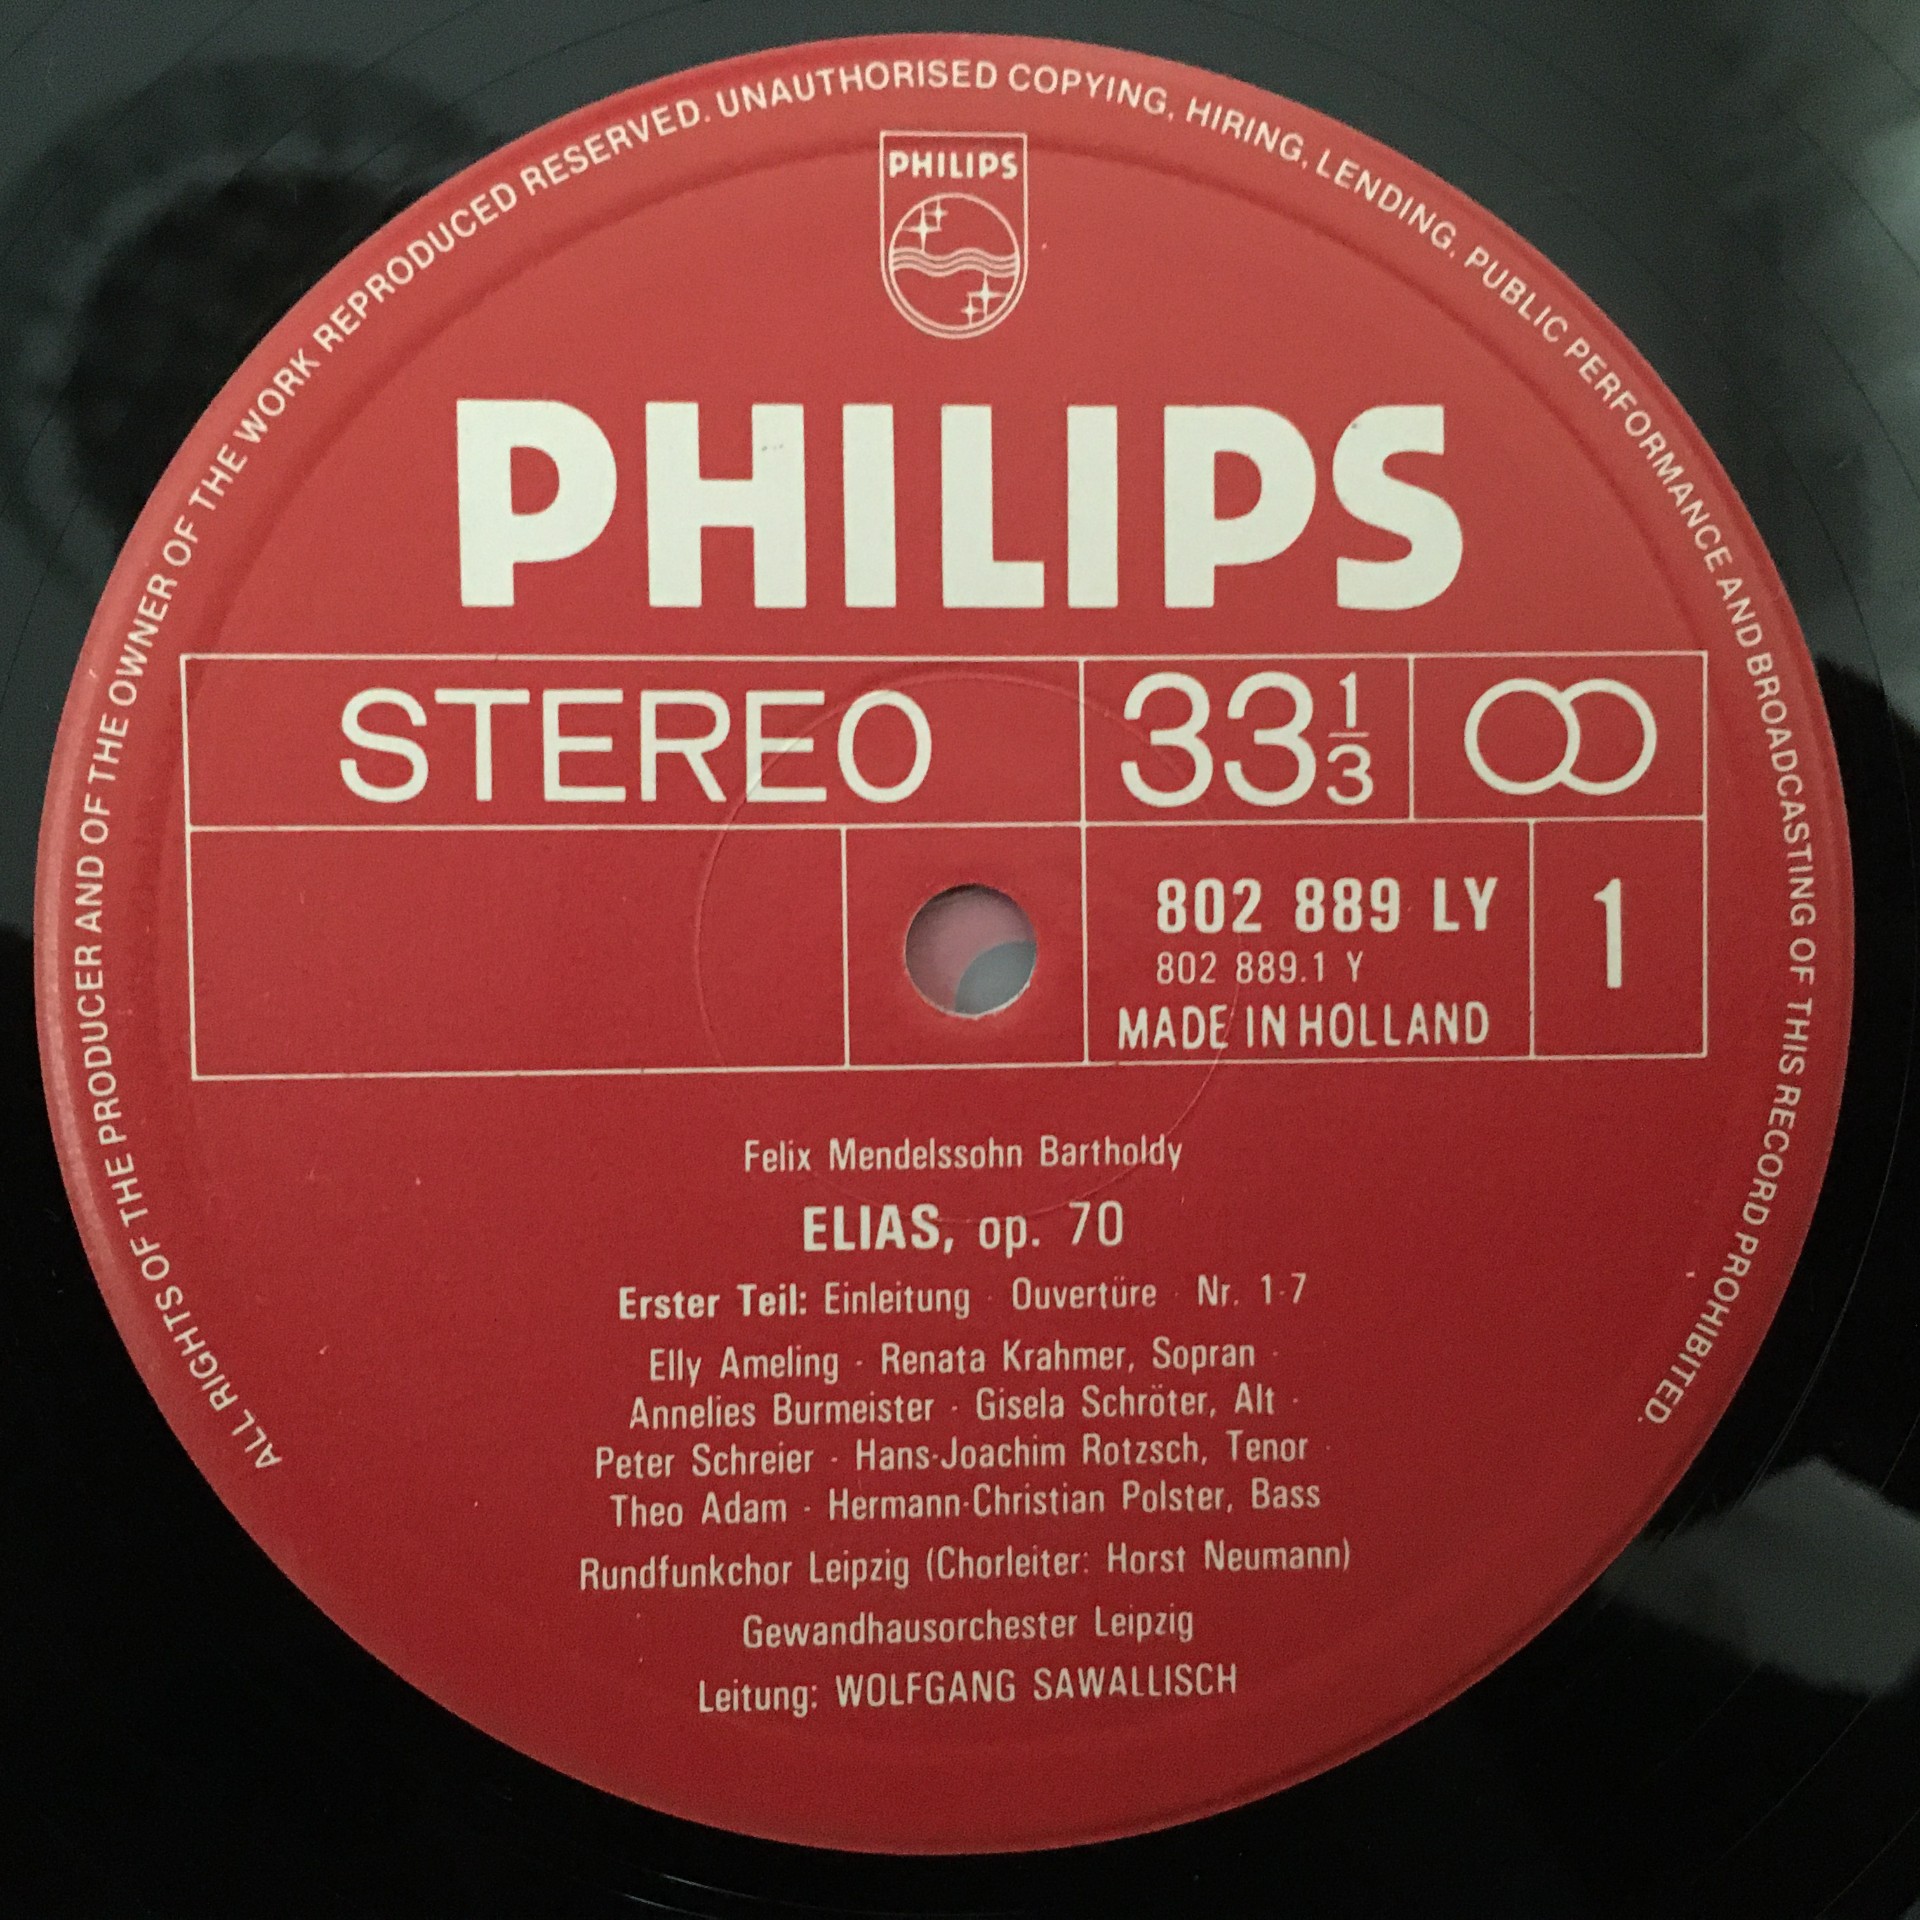 ALL RIGHTS OF THE PRODUCER AND OF THE OWNER OF THE WORK REPRODUCED RESERVED. UNAUTHORISED COPYING, HIRING, LENDING, PUBLIC PERFORMANCE AND BROADCASTING OF THIS RECORD PROHIBITED.
PHILIPS
PHILIPS
STEREO 33 1/3
802 889 LY 1
802 889.1 Y
MADE IN HOLLAND
Felix Mendelssohn Bartholdy
ELIAS, op. 70
Erster Teil: Einleitung · Ouvertüre · Nr. 1-7
Elly Ameling · Renata Krahmer, Sopran ·
Annelies Burmeister · Gisela Schröter, Alt ·
Peter Schreier · Hans-Joachim Rotzsch, Tenor ·
Theo Adam · Hermann-Christian Polster, Bass
Rundfunkchor Leipzig (Chorleiter: Horst Neumann)
Gewandhausorchester Leipzig
Leitung: WOLFGANG SAWALLISCH